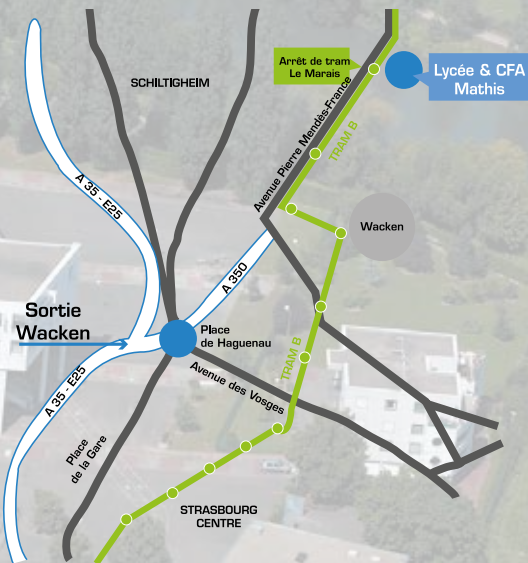 Arrêt de tram
Le Marais
Lycée & CFA
Mathis
SCHILTIGHEIM
Avenue Pierre Mendès-France
TRAM B
A 35 - E25
Wacken
A 350
Sortie
Wacken
Place
de Haguenau
TRAM B
Avenue des Vosges
A 35 - E25
Place
de la Gare
STRASBOURG
CENTRE